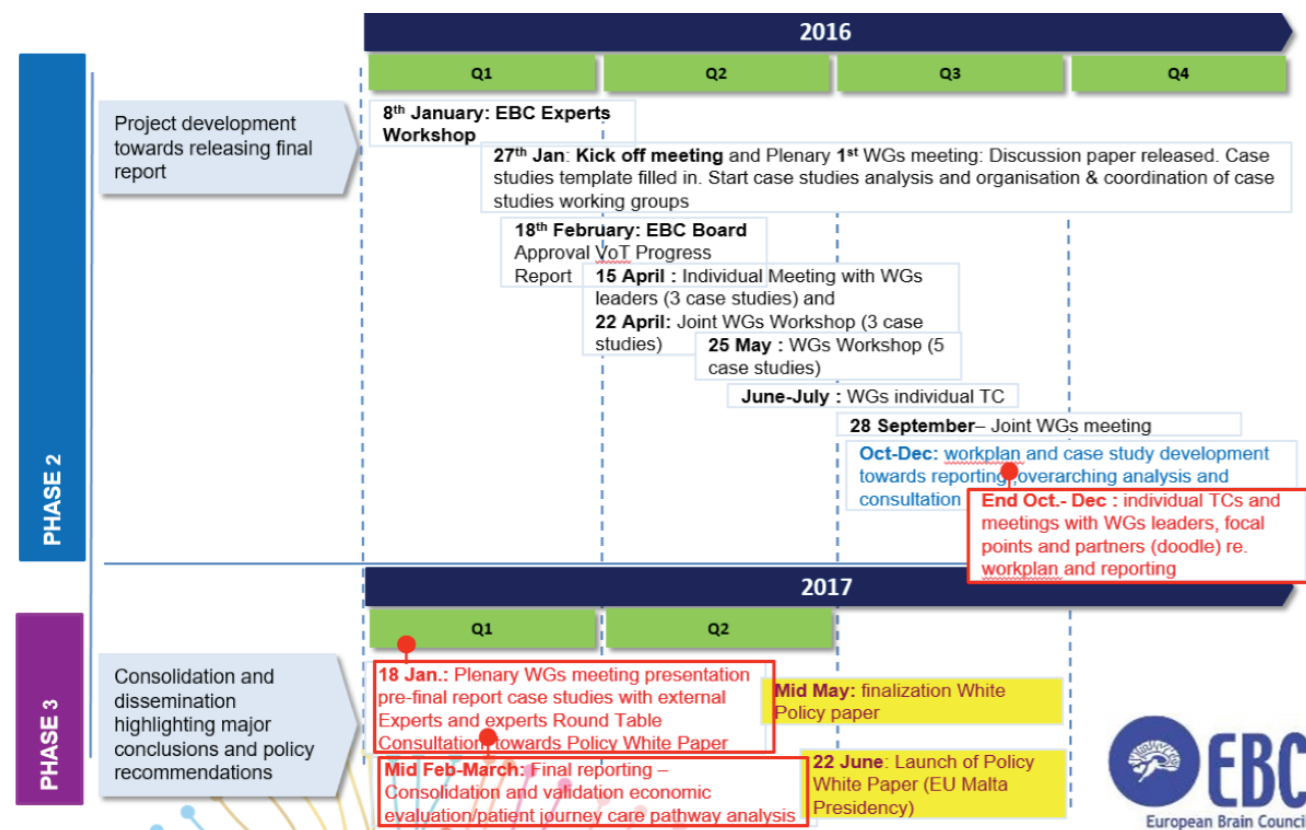 2016
Q1
Q2
Q3
Q4
PHASE 2
Project development
towards releasing final
report
8th January: EBC Experts
Workshop
27th Jan: Kick off meeting and Plenary 1st WGs meeting: Discussion paper released. Case
studies template filled in. Start case studies analysis and organisation & coordination of case
studies working groups
18th February: EBC Board
Approval VoT Progress
Report
15 April : Individual Meeting with WGs
leaders (3 case studies) and
22 April: Joint WGs Workshop (3 case
studies)
25 May : WGs Workshop (5
case studies)
June-July : WGs individual TC
28 September– Joint WGs meeting
Oct-Dec: workplan and case study development
towards reporting, overarching analysis and
consultation
End Oct.- Dec : individual TCs and
meetings with WGs leaders, focal
points and partners (doodle) re.
workplan and reporting
2017
Q1
Q2
PHASE 3
Consolidation and
dissemination
highlighting major
conclusions and policy
recommendations
18 Jan.: Plenary WGs meeting presentation
pre-final report case studies with external
Experts and experts Round Table
Consultation towards Policy White Paper
Mid Feb-March: Final reporting –
Consolidation and validation economic
evaluation/patient journey care pathway analysis
Mid May: finalization White
Policy paper
22 June: Launch of Policy
White Paper (EU Malta
Presidency)
EBC
European Brain Counci